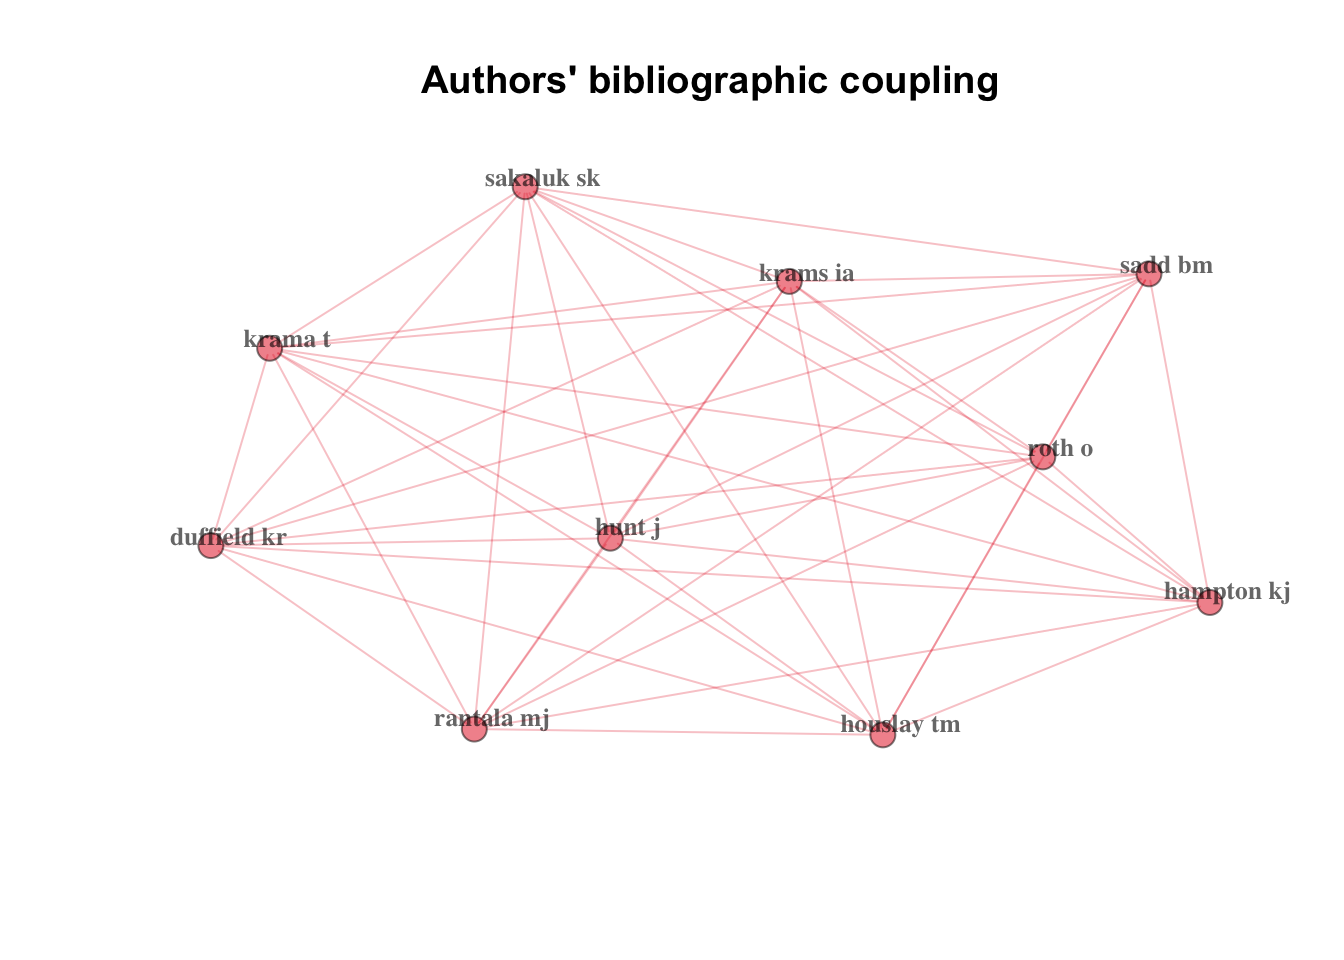 Authors' bibliographic coupling
sakaluk sk
krams ia
sadd bm
krama t
roth o
hunt j
duffield kr
hampton kj
rantala mj
houslay tm